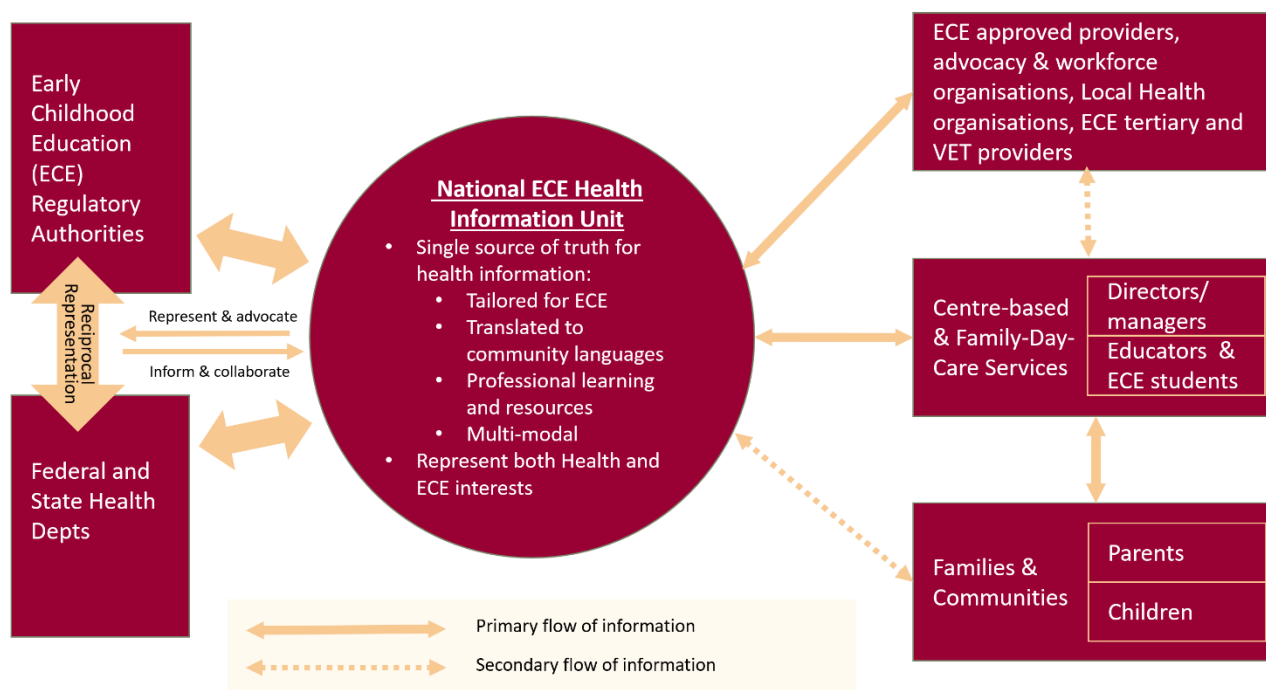 Early
Childhood
Education
(ECE)
Regulatory
Authorities
Reciprocal
Representation
Represent & advocate
Inform & collaborate
Federal and
State Health
Depts
National ECE Health
Information Unit
• Single source of truth for
health information:
• Tailored for ECE
• Translated to
community languages
• Professional learning
and resources
• Multi-modal
• Represent both Health and
ECE interests
ECE approved providers,
advocacy & workforce
organisations, Local Health
organisations, ECE tertiary and
VET providers
Centre-based
& Family-Day-
Care Services
Directors/
managers
Educators & 
ECE students
Families &
Communities
Parents
Children
Primary flow of information
Secondary flow of information